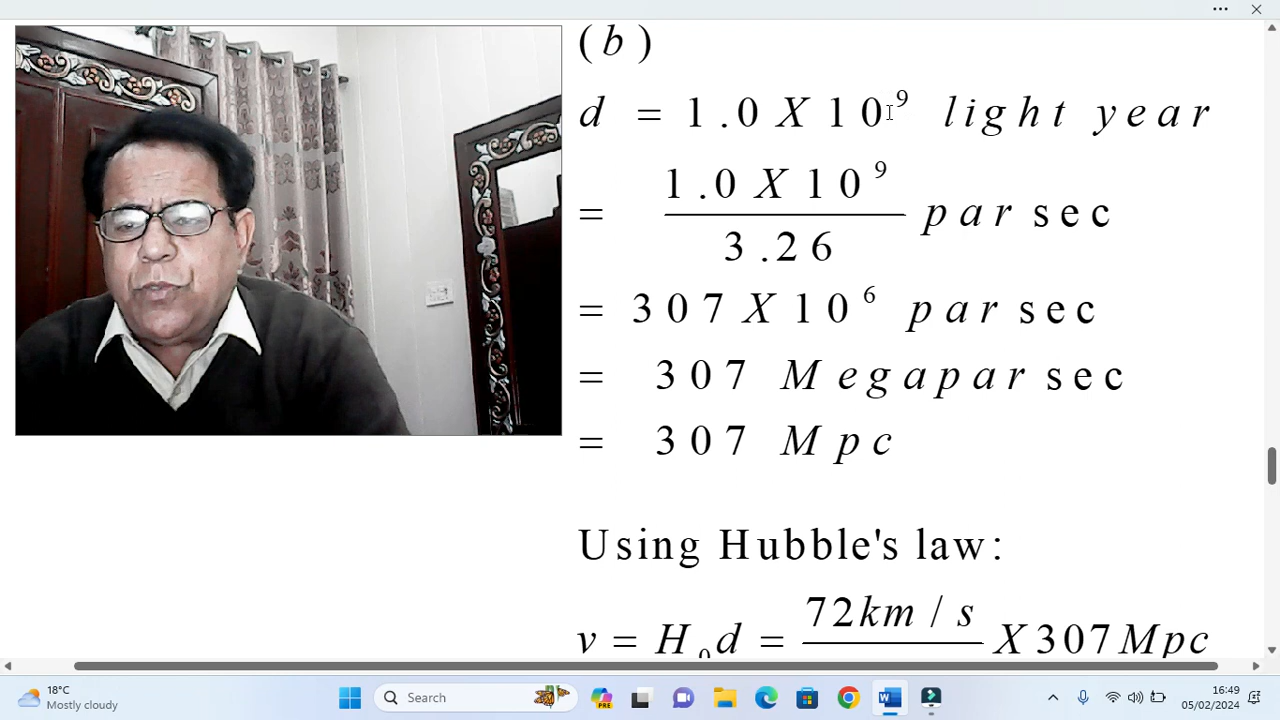 (b)
d = 1.0 X 10⁹ light year
= 1.0 X 10⁹ / 3.26 par sec
= 307 X 10⁶ par sec
= 307 Megapar sec
= 307 Mpc
Using Hubble's law:
v = H₀d = 72km / s X 307Mpc
18°C
Mostly cloudy
Search
PRE
16:49
05/02/2024